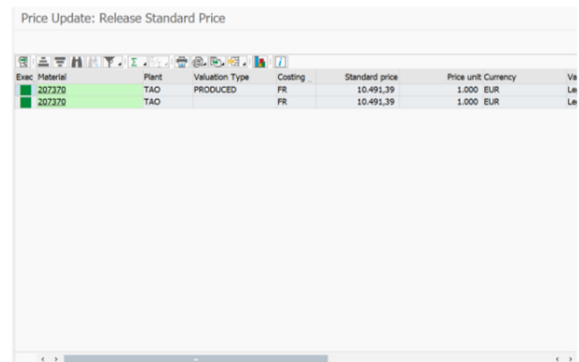 Price Update: Release Standard Price
Exec Material Plant Valuation Type Costing .. Standard price Price unit Currency Va
207370 TAO PRODUCED FR 10.491,39 1.000 EUR Le
207370 TAO FR 10.491,39 1.000 EUR Le